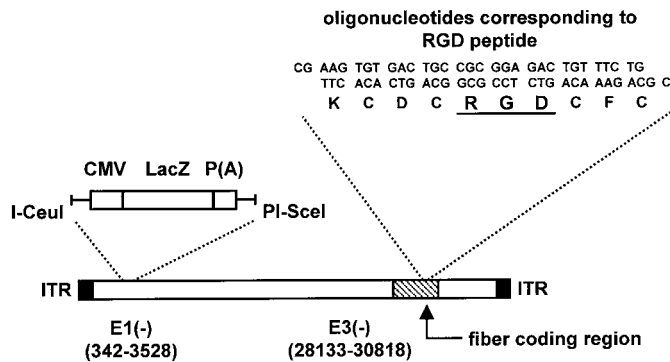 oligonucleotides corresponding to
RGD peptide
CG AAG TGT GAC TGC CGC GGA GAC TGT TTC TG
TTC ACA CTG ACG GCG CCT CTG ACA AAG ACG C
K C D C R G D C F C
CMV LacZ P(A)
I-CeuI PI-SceI
ITR ITR
E1(-) E3(-)
(342-3528) (28133-30818)
fiber coding region